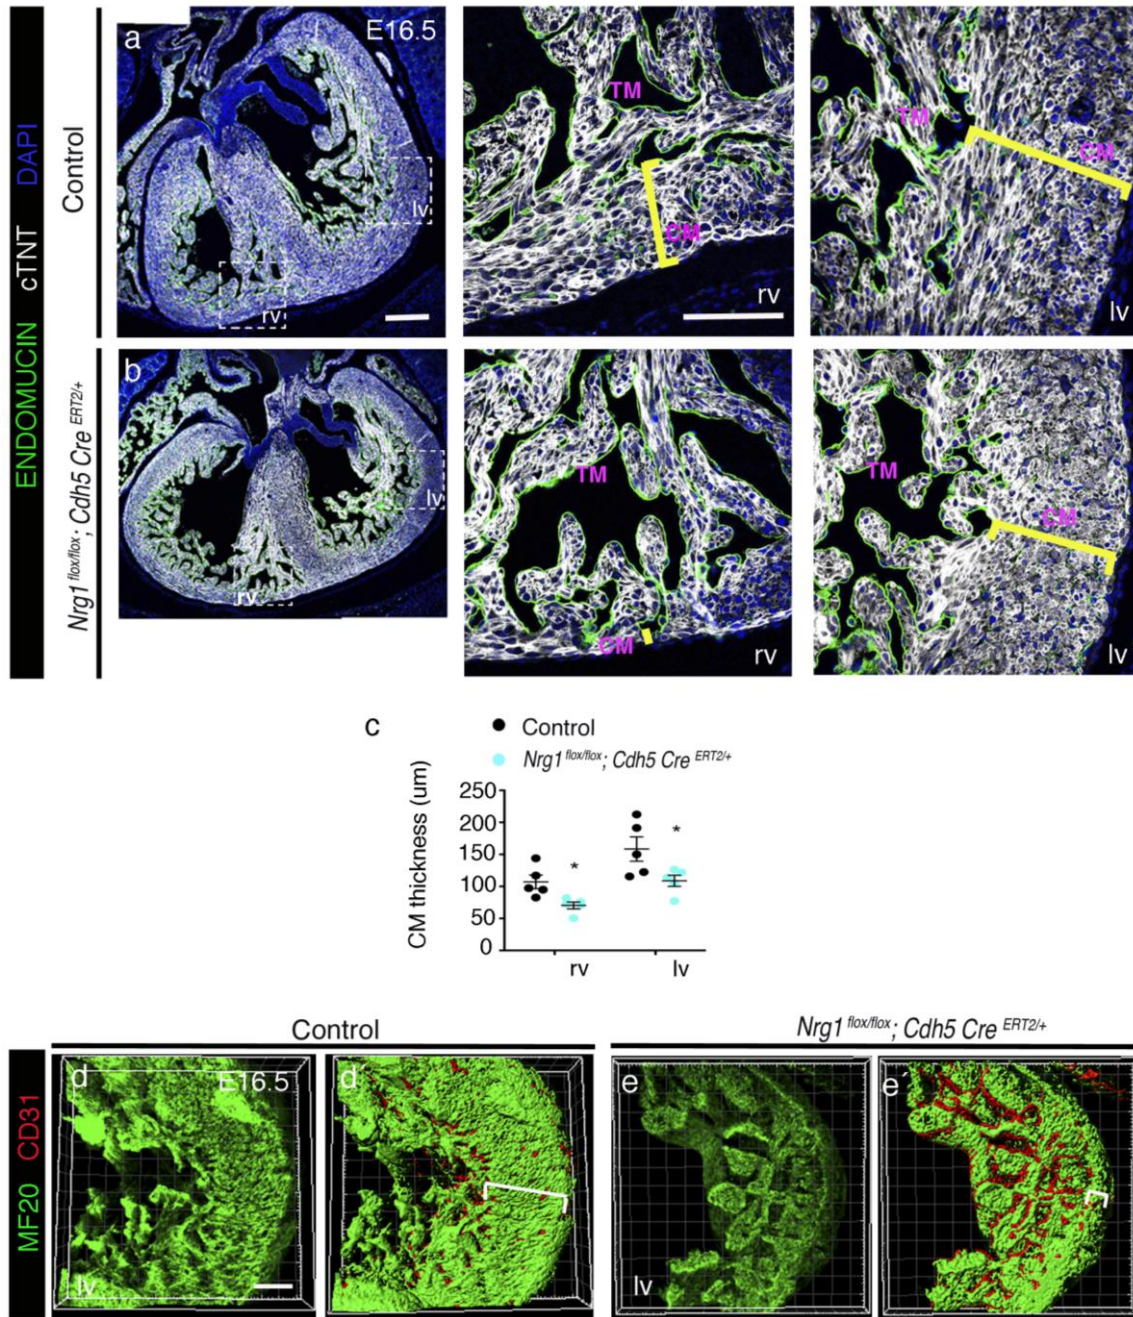 ENDOMUCIN cTNT DAPI
Control
a
E16.5
lv
rv
TM
CM
rv
TM
CM
lv
Nrg1 flox/flox; Cdh5 Cre ERT2/+
b
lv
rv
TM
CM
rv
TM
CM
lv
c
Control
Nrg1 flox/flox; Cdh5 Cre ERT2/+
CM thickness (um)
250
200
150
100
50
0
* *
rv lv
Control
Nrg1 flox/flox; Cdh5 Cre ERT2/+
MF20 CD31
d
E16.5
lv
d´
e
lv
e´